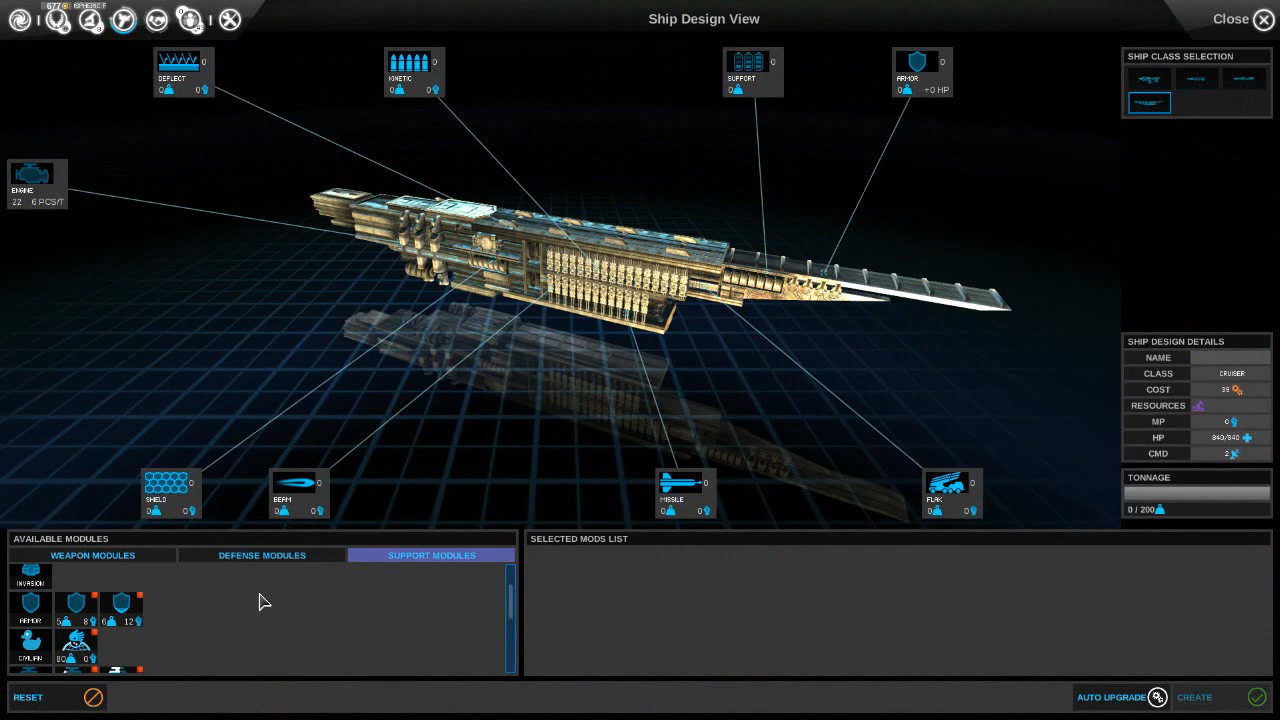 677 ISPHERIC F
Ship Design View
Close
DEFLECT 0
0 0
KINETIC 0
0 0
SUPPORT 0
0
ARMOR 0
0 +0 HP
ENGINE
22 6 PCS/T
SHIP CLASS SELECTION
SHIP DESIGN DETAILS
NAME
CLASS CRUISER
COST 39
RESOURCES
MP 0
HP 840/840
CMD 2
TONNAGE
0 / 200
SHIELD 0
0 0
BEAM 0
0 0
MISSILE 0
0 0
FLAK 0
0 0
AVAILABLE MODULES
WEAPON MODULES DEFENSE MODULES SUPPORT MODULES
INVASION
ARMOR 5 8 6 12
CIVILIAN 80 0
SELECTED MODS LIST
RESET
AUTO UPGRADE CREATE